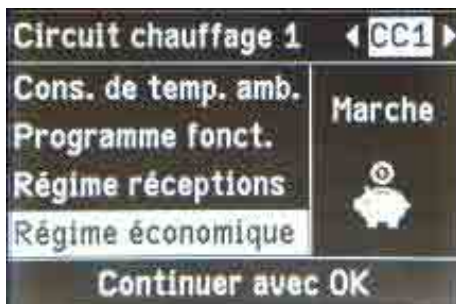 Circuit chauffage 1 CC1
Cons. de temp. amb.
Programme fonct.
Régime réceptions
Régime économique
Marche
Continuer avec OK